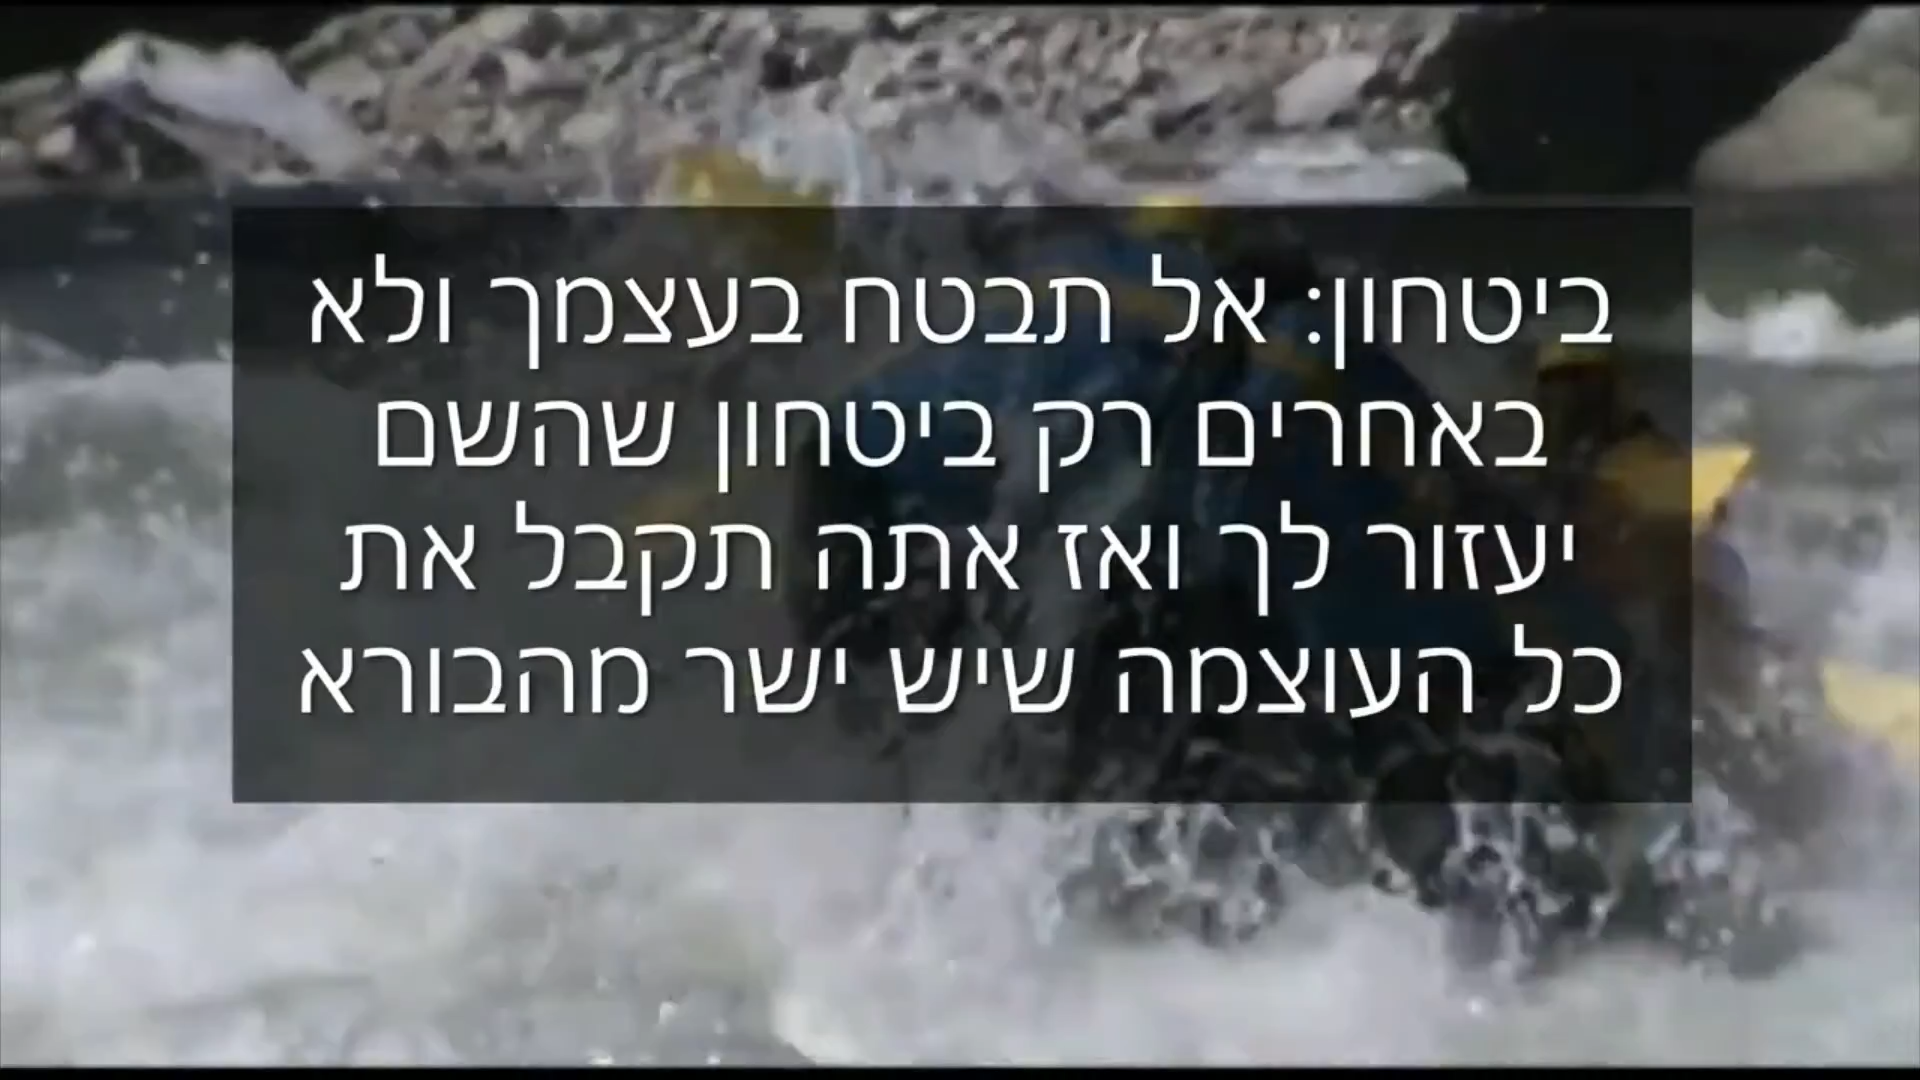 ביטחון: אל תבטח בעצמך ולא
באחרים רק ביטחון שהשם
יעזור לך ואז אתה תקבל את
כל העוצמה שיש ישר מהבורא